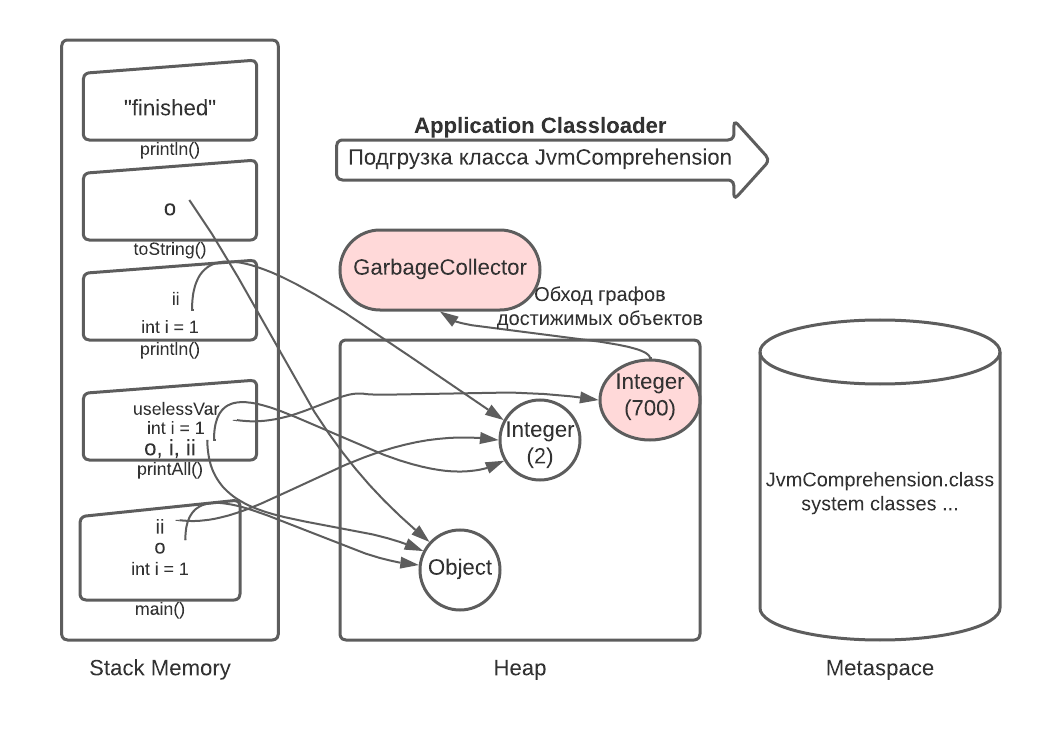 "finished"
println()
o
toString()
ii
int i = 1
println()
uselessVar
int i = 1
o, i, ii
printAll()
ii
o
int i = 1
main()
Stack Memory
Application Classloader
Подгрузка класса JvmComprehension
GarbageCollector
Обход графов
достижимых объектов
Integer
(700)
Integer
(2)
Object
Heap
JvmComprehension.class
system classes ...
Metaspace